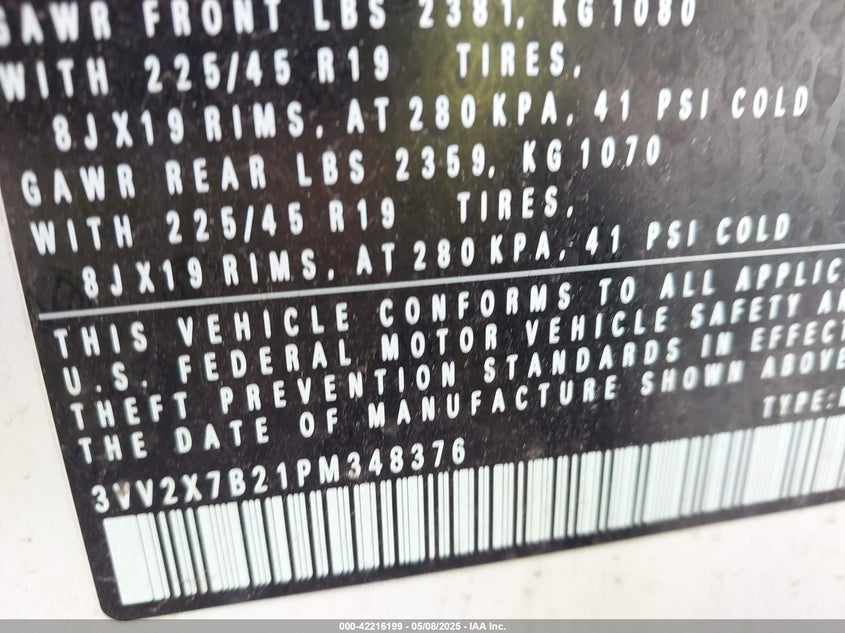 GAWR FRONT LBS 2381, KG 1080
WITH 225/45 R19 TIRES,
8JX19 RIMS, AT 280 KPA, 41 PSI COLD
GAWR REAR LBS 2359, KG 1070
WITH 225/45 R19 TIRES,
8JX19 RIMS, AT 280 KPA, 41 PSI COLD
THIS VEHICLE CONFORMS TO ALL APPLIC
U.S. FEDERAL MOTOR VEHICLE SAFETY AN
THEFT PREVENTION STANDARDS IN EFFECT
THE DATE OF MANUFACTURE SHOWN ABOVE
TYPE:
3VV2X7B21PM348376
000-42216199 - 05/08/2025 - IAA Inc.